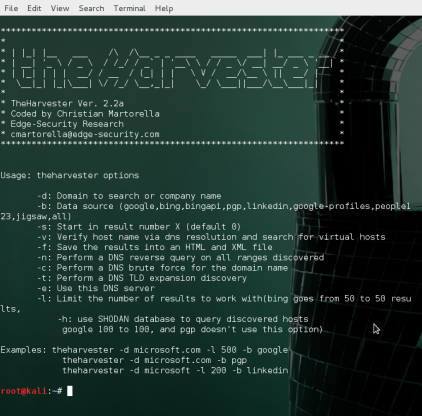 File Edit View Search Terminal Help
*******************************************************************
*                                                                 *
* TheHarvester Ver. 2.2a *
* Coded by Christian Martorella *
* Edge-Security Research *
* cmartorella@edge-security.com *
*******************************************************************
Usage: theharvester options
-d: Domain to search or company name
-b: Data source (google,bing,bingapi,pgp,linkedin,google-profiles,people1
23,jigsaw,all)
-s: Start in result number X (default 0)
-v: Verify host name via dns resolution and search for virtual hosts
-f: Save the results into an HTML and XML file
-n: Perform a DNS reverse query on all ranges discovered
-c: Perform a DNS brute force for the domain name
-t: Perform a DNS TLD expansion discovery
-e: Use this DNS server
-l: Limit the number of results to work with(bing goes from 50 to 50 resu
lts,
-h: use SHODAN database to query discovered hosts
google 100 to 100, and pgp doesn't use this option)
Examples: theharvester -d microsoft.com -l 500 -b google
theharvester -d microsoft.com -b pgp
theharvester -d microsoft -l 200 -b linkedin
root@kali:~#